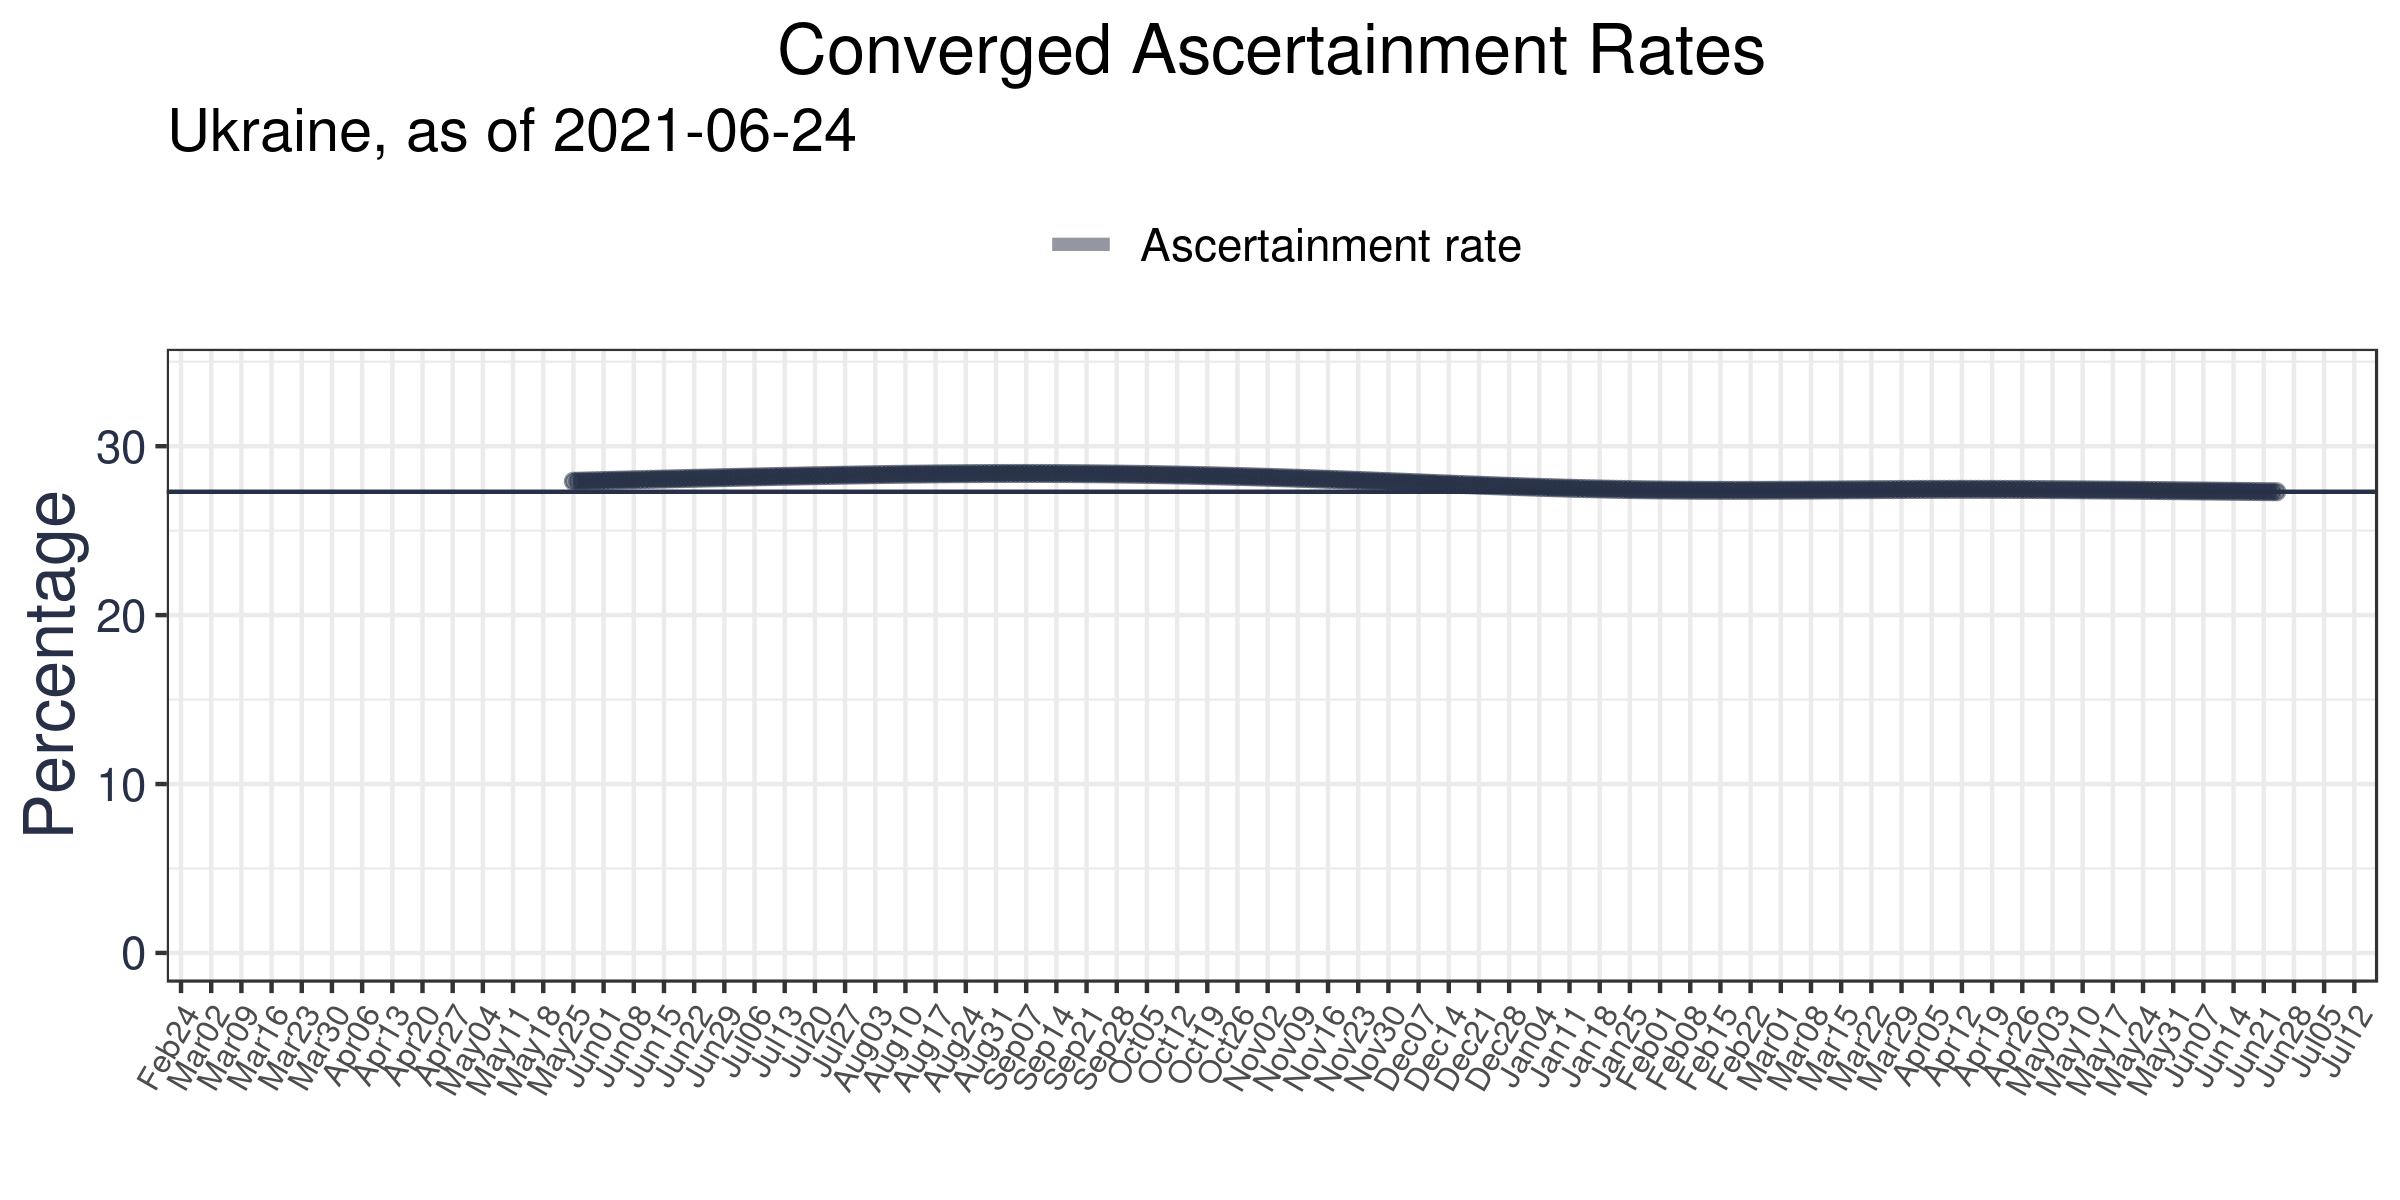 Converged Ascertainment Rates
Ukraine, as of 2021-06-24
Ascertainment rate
Percentage
30
20
10
0
Feb24 Mar02 Mar09 Mar16 Mar23 Mar30 Apr06 Apr13 Apr20 Apr27 May04 May11 May18 May25 Jun01 Jun08 Jun15 Jun22 Jun29 Jul06 Jul13 Jul20 Jul27 Aug03 Aug10 Aug17 Aug24 Aug31 Sep07 Sep14 Sep21 Sep28 Oct05 Oct12 Oct19 Oct26 Nov02 Nov09 Nov16 Nov23 Nov30 Dec07 Dec14 Dec21 Dec28 Jan04 Jan11 Jan18 Jan25 Feb01 Feb08 Feb15 Feb22 Mar01 Mar08 Mar15 Mar22 Mar29 Apr05 Apr12 Apr19 Apr26 May03 May10 May17 May24 May31 Jun07 Jun14 Jun21 Jun28 Jul05 Jul12